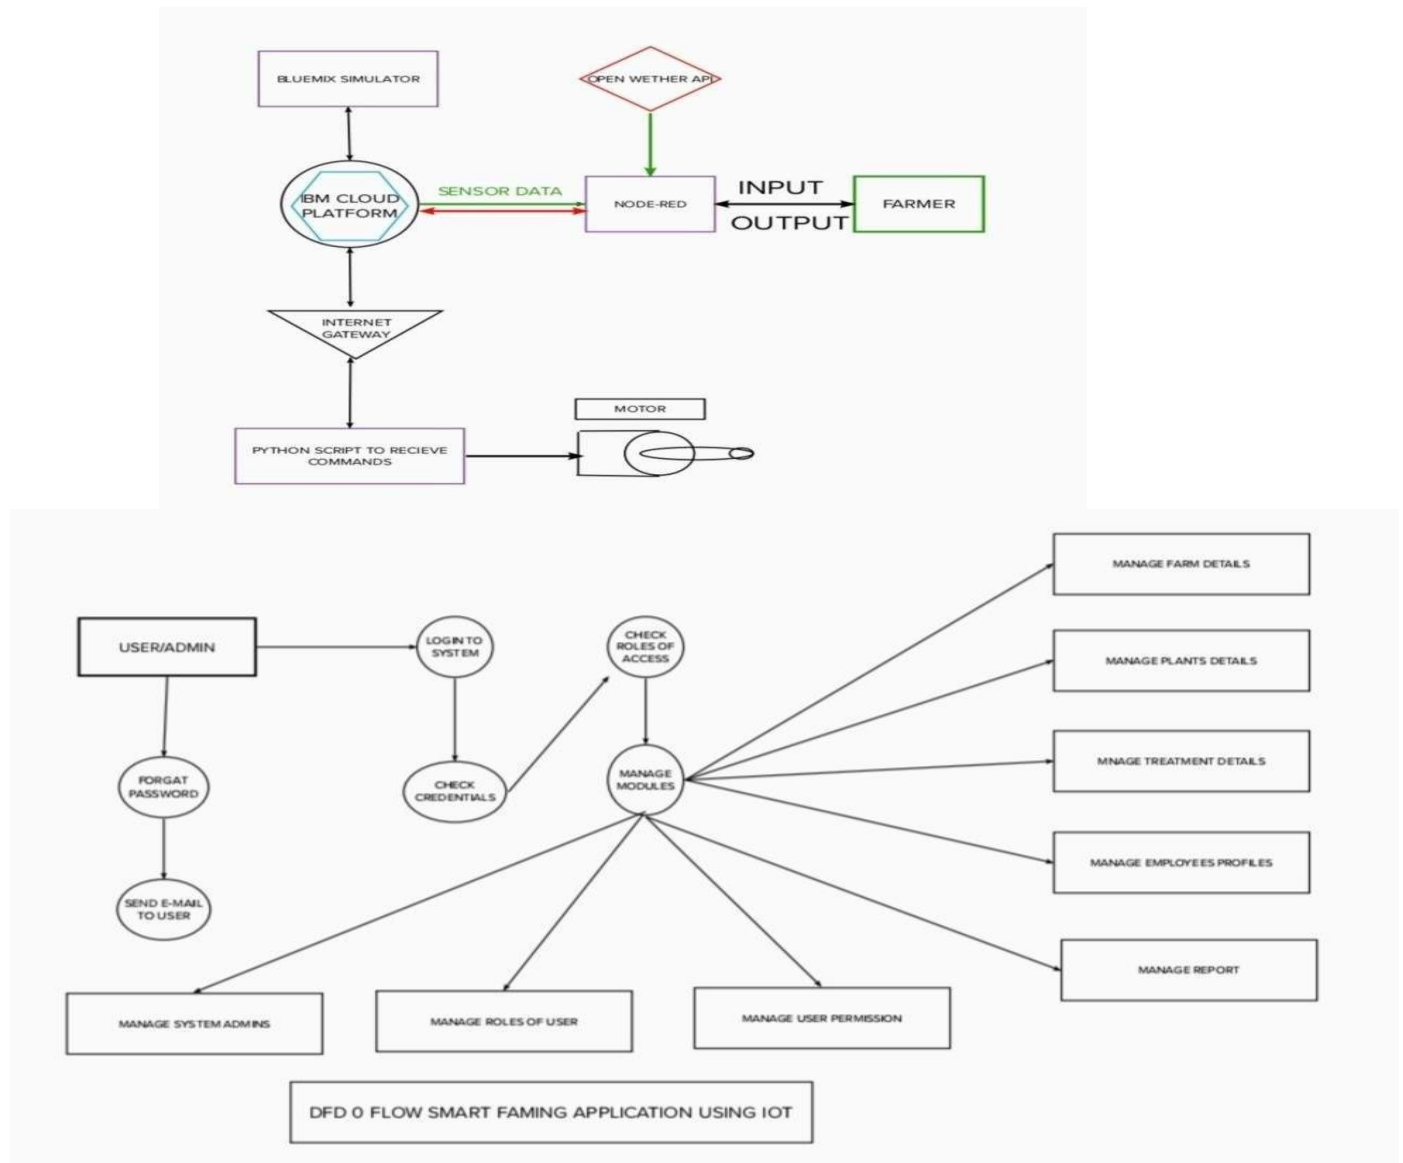 BLUEMIX SIMULATOR
OPEN WETHER API
IBM CLOUD
PLATFORM
SENSOR DATA
NODE-RED
INPUT
OUTPUT
FARMER
INTERNET
GATEWAY
MOTOR
PYTHON SCRIPT TO RECIEVE
COMMANDS
MANAGE FARM DETAILS
USER/ADMIN
LOGIN TO
SYSTEM
CHECK
ROLES OF
ACCESS
MANAGE PLANTS DETAILS
FORGAT
PASSWORD
CHECK
CREDENTIALS
MANAGE
MODULES
MNAGE TREATMENT DETAILS
MANAGE EMPLOYEES PROFILES
SEND E-MAIL
TO USER
MANAGE REPORT
MANAGE SYSTEM ADMINS
MANAGE ROLES OF USER
MANAGE USER PERMISSION
DFD 0 FLOW SMART FAMING APPLICATION USING IOT